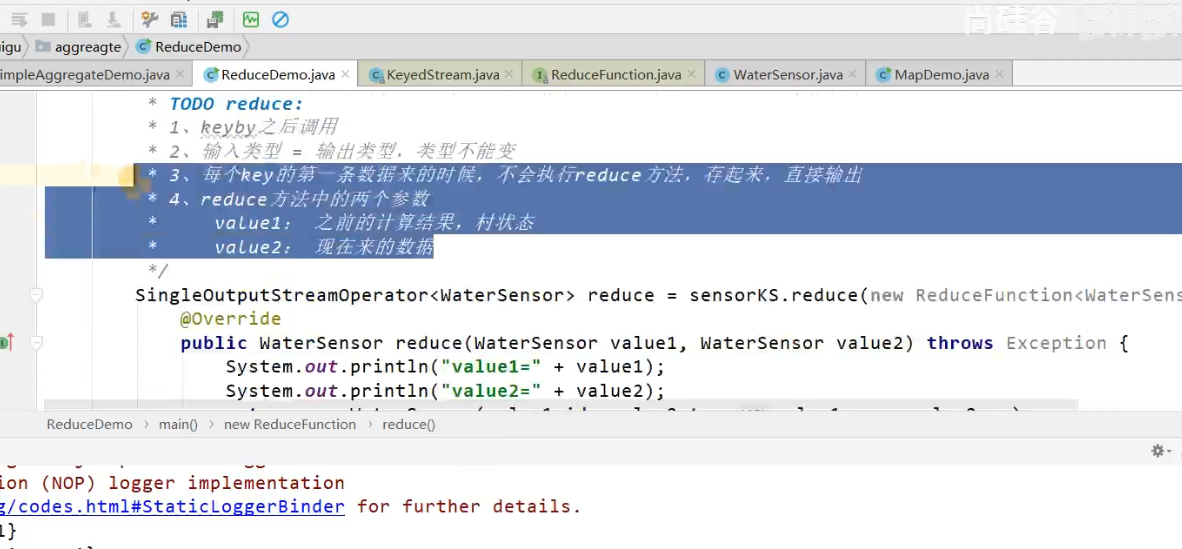 尚硅谷 bilibili
igu aggreagte ReduceDemo
impleAggregateDemo.java ReduceDemo.java KeyedStream.java ReduceFunction.java WaterSensor.java MapDemo.java
* TODO reduce:
* 1、keyby之后调用
* 2、输入类型 = 输出类型，类型不能变
* 3、每个key的第一条数据来的时候，不会执行reduce方法，存起来，直接输出
* 4、reduce方法中的两个参数
* value1: 之前的计算结果，村状态
* value2: 现在来的数据
*/
SingleOutputStreamOperator<WaterSensor> reduce = sensorKS.reduce(new ReduceFunction<WaterSens
@Override
public WaterSensor reduce(WaterSensor value1, WaterSensor value2) throws Exception {
System.out.println("value1=" + value1);
System.out.println("value2=" + value2);
ReduceDemo › main() › new ReduceFunction › reduce()
ion (NOP) logger implementation
g/codes.html#StaticLoggerBinder for further details.
1}